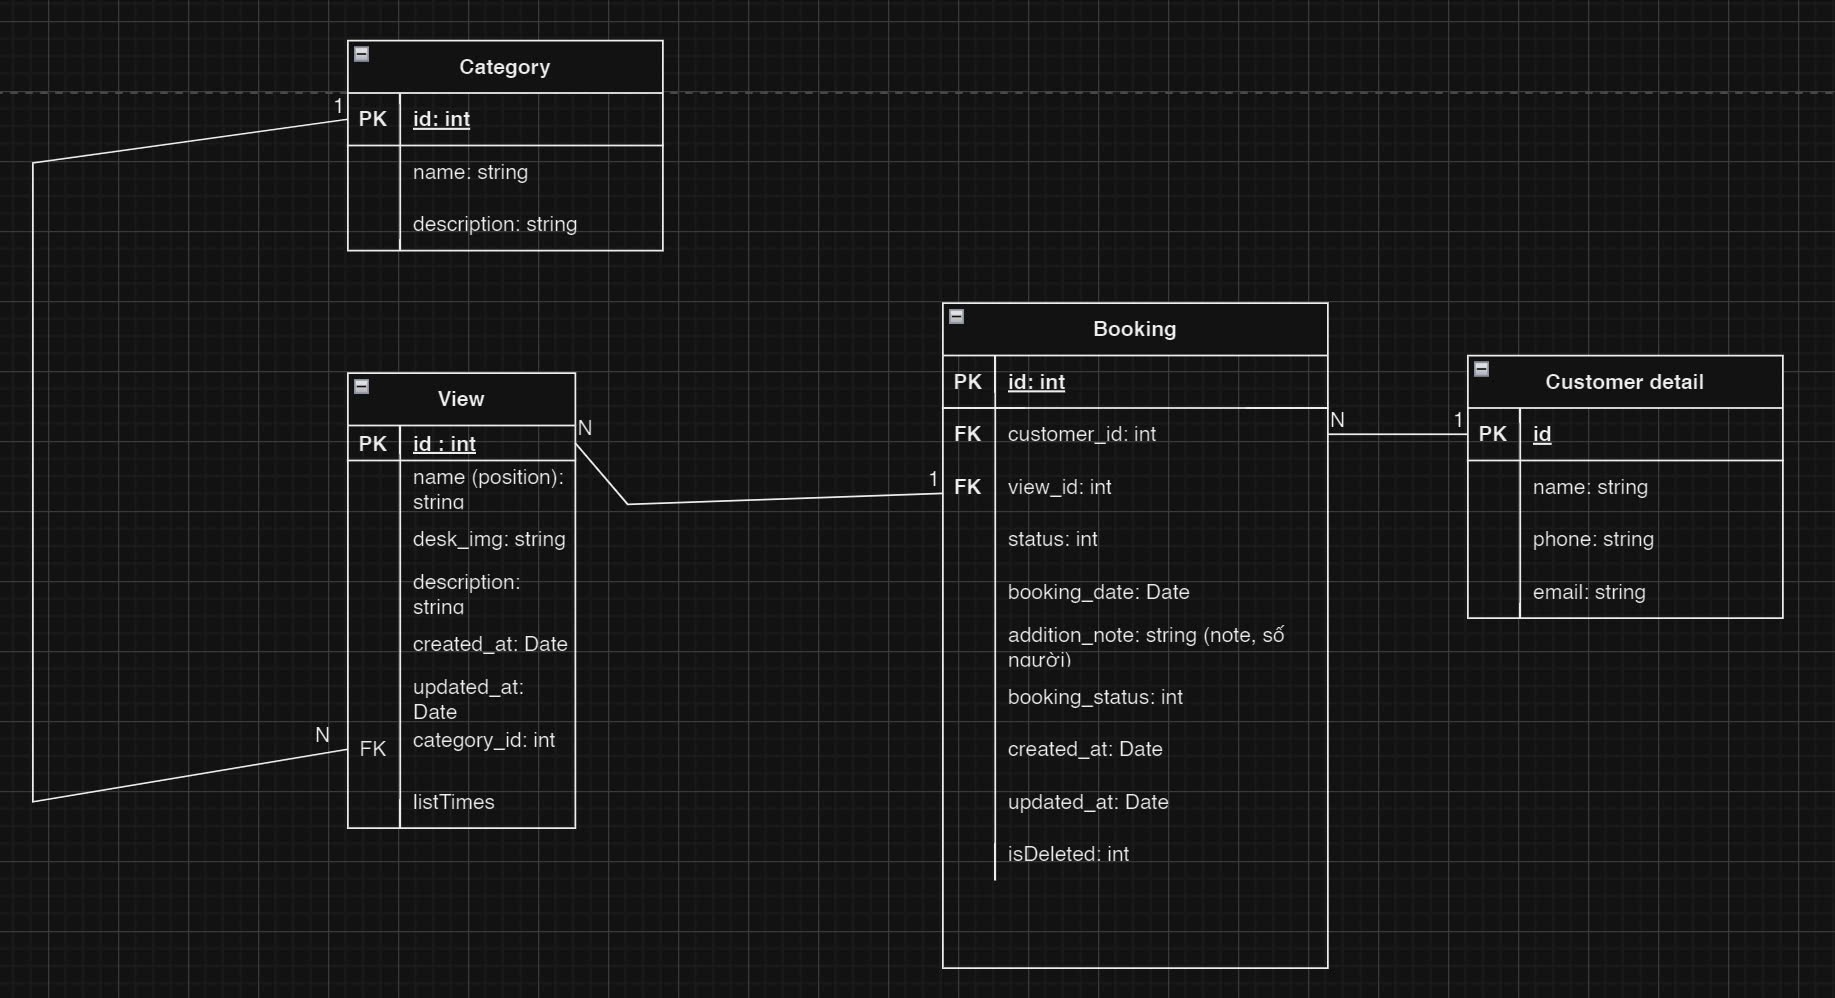 Category
1
PK id: int
name: string
description: string
View
N
PK id : int
name (position):
string
desk_img: string
description:
string
created_at: Date
updated_at:
Date
N
FK category_id: int
listTimes
Booking
PK id: int
N
FK customer_id: int
1
FK view_id: int
status: int
booking_date: Date
addition_note: string (note, số
người)
booking_status: int
created_at: Date
updated_at: Date
isDeleted: int
Customer detail
1
PK id
name: string
phone: string
email: string